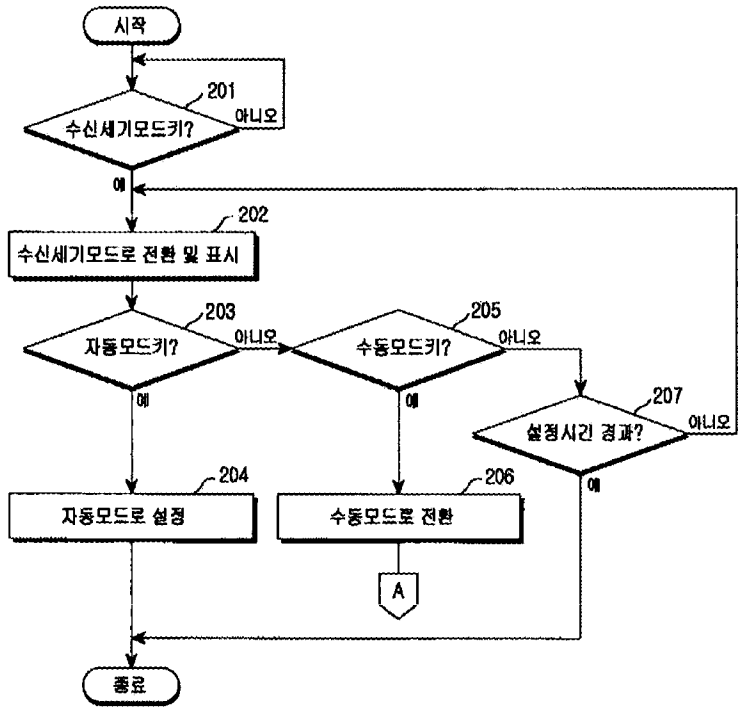 시작
201
수신세기모드키?
아니오
예
202
수신세기모드로 전환 및 표시
203
자동모드키?
아니오
예
205
수동모드키?
아니오
예
207
설정시간 경과?
아니오
예
204
자동모드로 설정
206
수동모드로 전환
A
종료